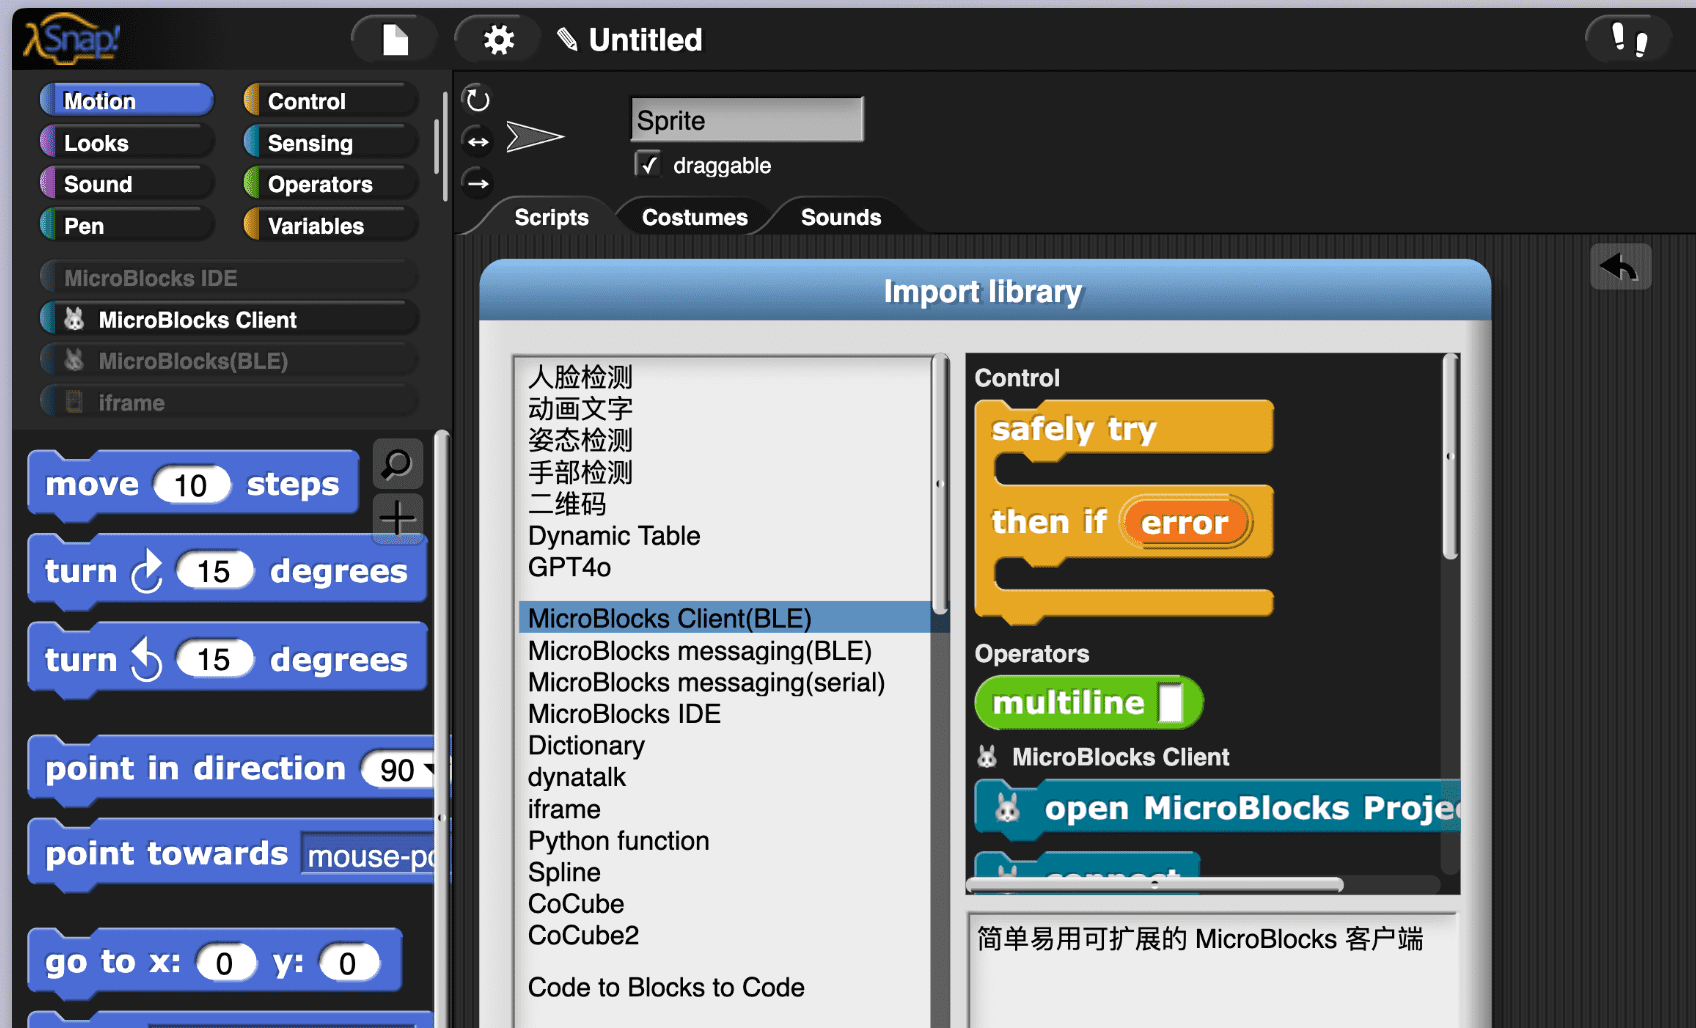 λSnap!
Untitled
Motion
Control
Looks
Sensing
Sound
Operators
Pen
Variables
MicroBlocks IDE
MicroBlocks Client
MicroBlocks(BLE)
iframe
Sprite
draggable
Scripts
Costumes
Sounds
move 10 steps
turn 15 degrees
turn 15 degrees
point in direction 90
point towards mouse-po
go to x: 0 y: 0
Import library
人脸检测
动画文字
姿态检测
手部检测
二维码
Dynamic Table
GPT4o
MicroBlocks Client(BLE)
MicroBlocks messaging(BLE)
MicroBlocks messaging(serial)
MicroBlocks IDE
Dictionary
dynatalk
iframe
Python function
Spline
CoCube
CoCube2
Code to Blocks to Code
Control
safely try
then if error
Operators
multiline
MicroBlocks Client
open MicroBlocks Projec
connect
简单易用可扩展的 MicroBlocks 客户端